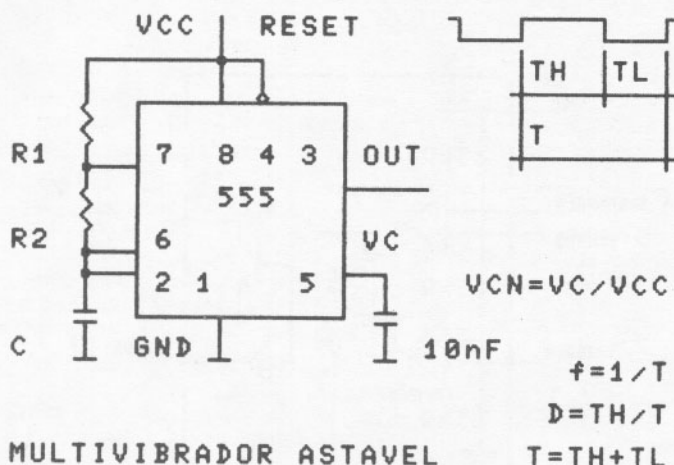 VCC RESET
TH TL
T
R1 7 8 4 3 OUT
555
R2 6 VC
2 1 5
VCN=VC/VCC
C GND 10nF
f=1/T
D=TH/T
MULTIVIBRADOR ASTAVEL T=TH+TL